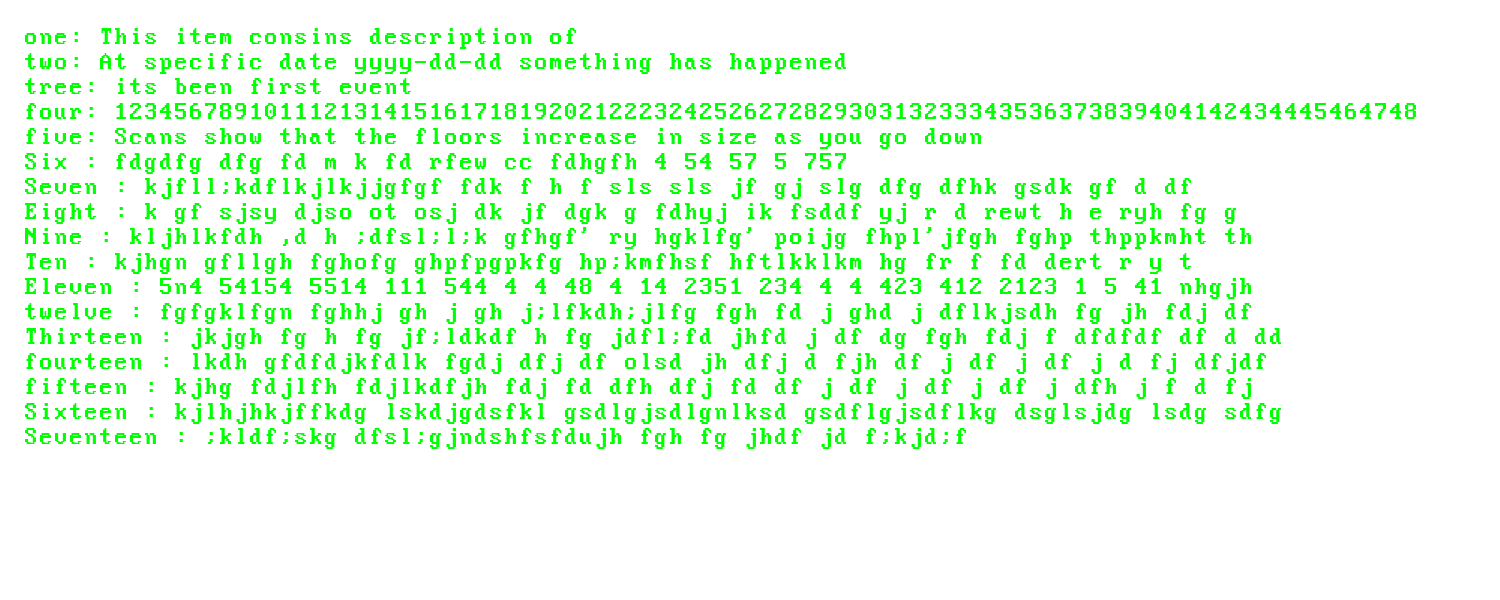 one: This item consins description of
two: At specific date yyyy-dd-dd something has happened
tree: its been first event
four: 123456789101112131415161718192021222324252627282930313233343536373839404142434445464748
five: Scans show that the floors increase in size as you go down
Six : fdgdfg dfg fd m k fd rfew cc fdhgfh 4 54 57 5 757
Seven : kjfll;kdflkjlkjjgfgf fdk f h f sls sls jf gj slg dfg dfhk gsdk gf d df
Eight : k gf sjsy djso ot osj dk jf dgk g fdhyj ik fsddf yj r d rewt h e ryh fg g
Nine : kljhlkfdh ,d h ;dfsl;l;k gfhgf' ry hgklfg' poijg fhpl'jfgh fghp thppkmht th
Ten : kjhgn gfllgh fghofg ghpfpgpkfg hp;kmfhsf hftlkklkm hg fr f fd dert r y t
Eleven : 5n4 54154 5514 111 544 4 4 48 4 14 2351 234 4 4 423 412 2123 1 5 41 nhgjh
twelve : fgfgklfgn fghhj gh j gh j;lfkdh;jlfg fgh fd j ghd j dflkjsdh fg jh fdj df
Thirteen : jkjgh fg h fg jf;ldkdf h fg jdfl;fd jhfd j df dg fgh fdj f dfdfdf df d dd
fourteen : lkdh gfdfdjkfdlk fgdj dfj df olsd jh dfj d fjh df j df j df j d fj dfjdf
fifteen : kjhg fdjlfh fdjlkdfjh fdj fd dfh dfj fd df j df j df j df j dfh j f d fj
Sixteen : kjlhjhkjffkdg lskdjgdsfkl gsdlgjsdlgnlksd gsdflgjsdflkg dsglsjdg lsdg sdfg
Seventeen : ;kldf;skg dfsl;gjndshfsfdujh fgh fg jhdf jd f;kjd;f